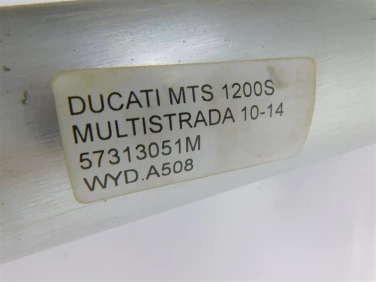 DUCATI MTS 1200S
MULTISTRADA 10-14
57313051M
WYD.A508